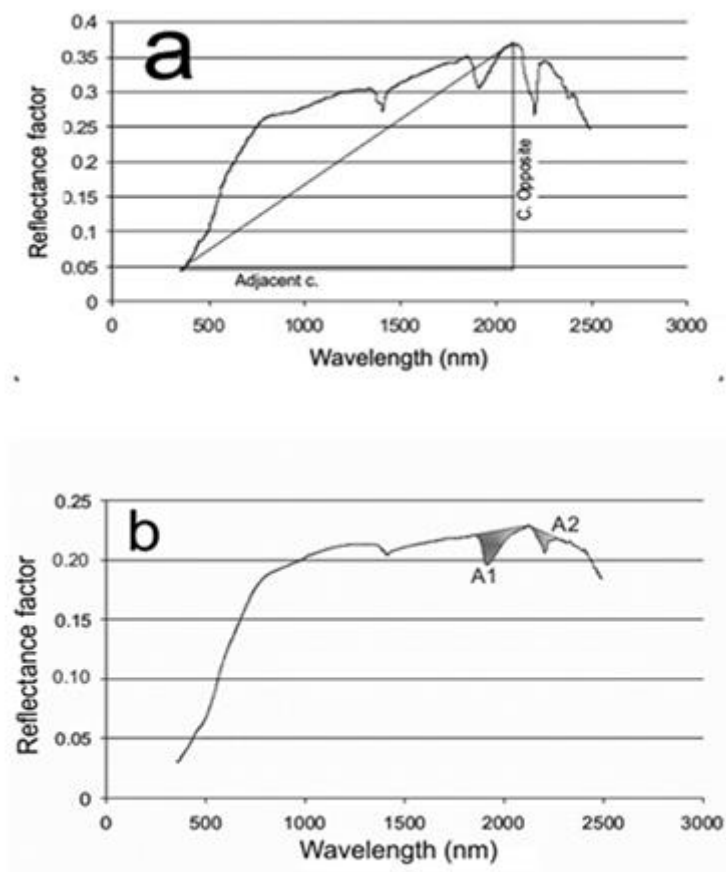 a
0.4
0.35
0.3
0.25
0.2
0.15
0.1
0.05
0
Reflectance factor
C. Opposite
Adjacent c.
0 500 1000 1500 2000 2500 3000
Wavelength (nm)
b
0.25
0.20
0.15
0.10
0.05
0
Reflectance factor
A1
A2
0 500 1000 1500 2000 2500 3000
Wavelength (nm)